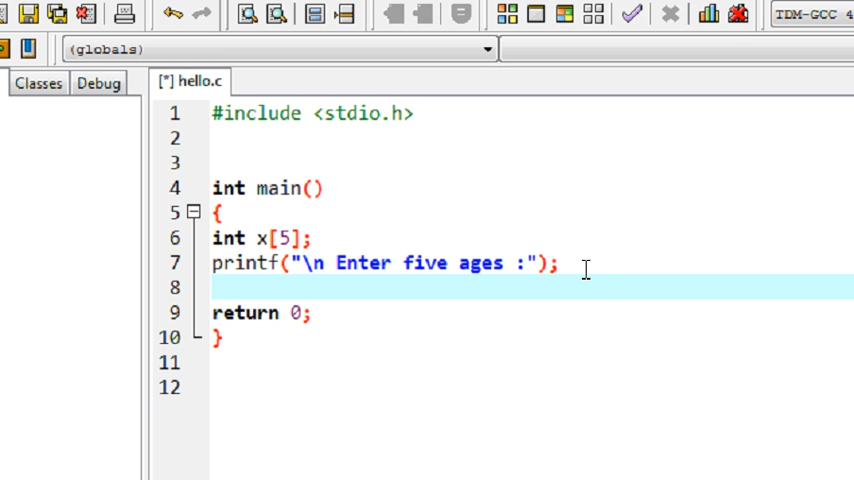 TDM-GCC 4
(globals)
Classes Debug [*] hello.c
1 #include <stdio.h>
2
3
4 int main()
5 {
6 int x[5];
7 printf("\n Enter five ages :");
8
9 return 0;
10 }
11
12